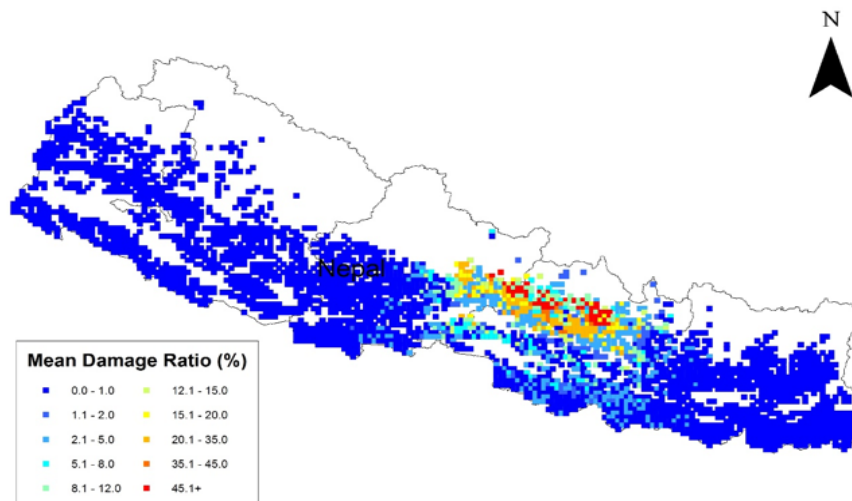 N
Nepal
Mean Damage Ratio (%)
0.0 - 1.0 12.1 - 15.0
1.1 - 2.0 15.1 - 20.0
2.1 - 5.0 20.1 - 35.0
5.1 - 8.0 35.1 - 45.0
8.1 - 12.0 45.1+